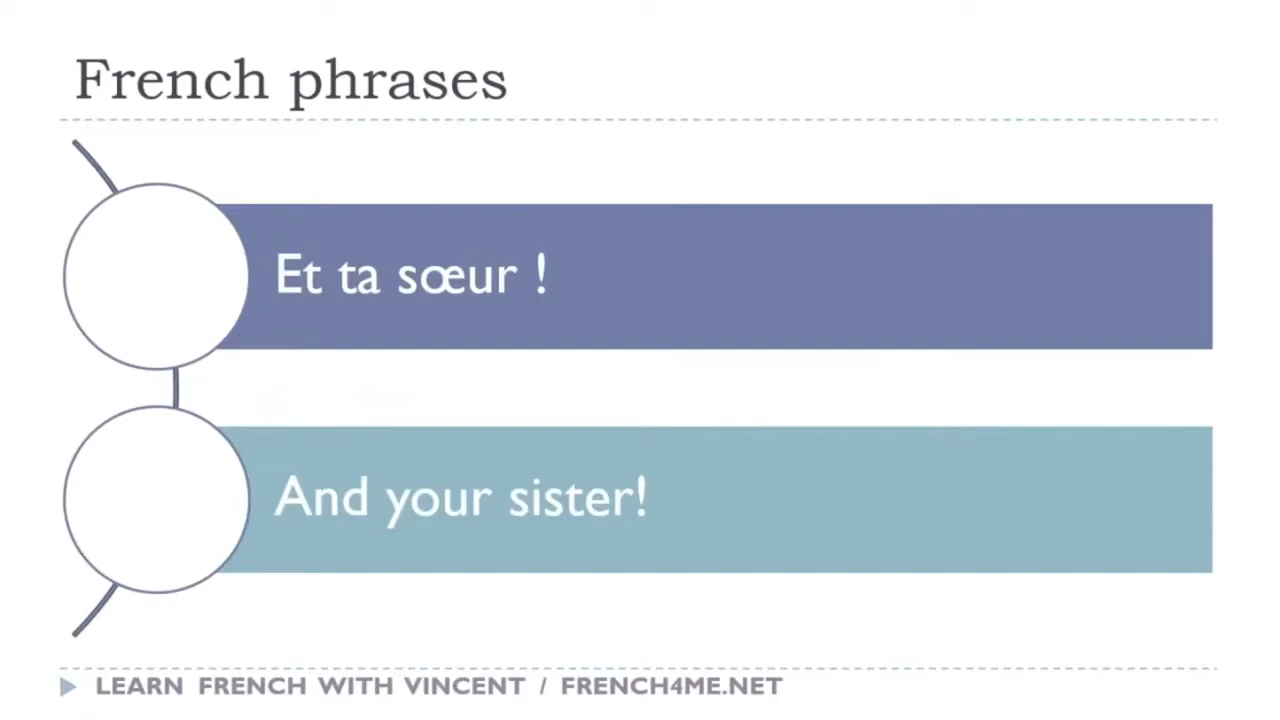 French phrases
Et ta sœur !
And your sister!
LEARN FRENCH WITH VINCENT / FRENCH4ME.NET